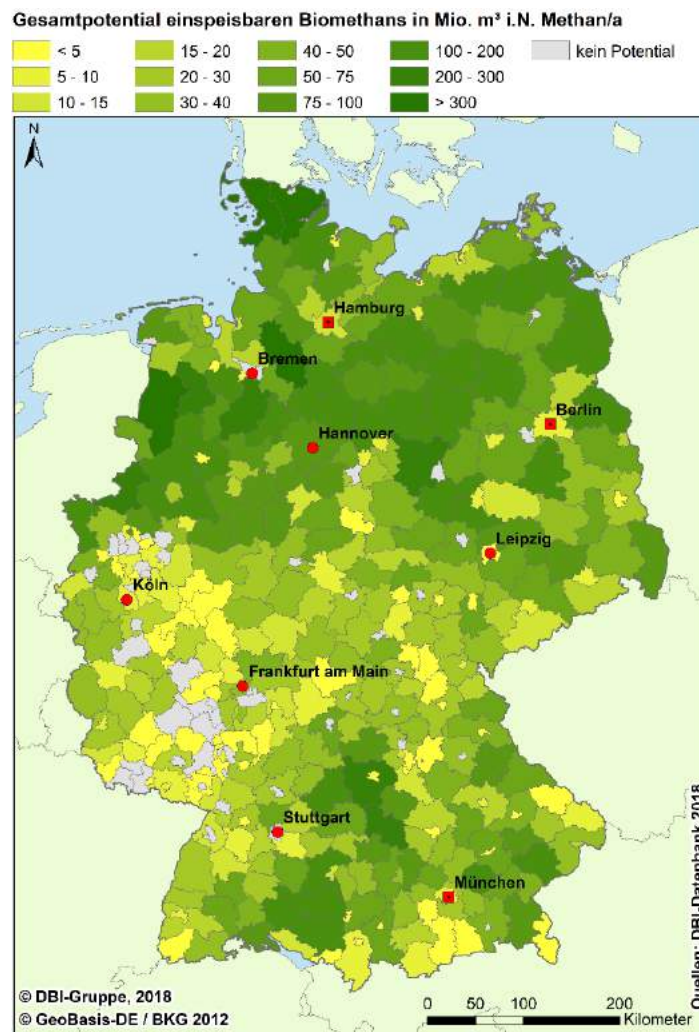 Gesamtpotential einspeisbaren Biomethans in Mio. m³ i.N. Methan/a
< 5 15 - 20 40 - 50 100 - 200 kein Potential
5 - 10 20 - 30 50 - 75 200 - 300
10 - 15 30 - 40 75 - 100 > 300
N
Hamburg
Bremen
Berlin
Hannover
Leipzig
Köln
Frankfurt am Main
Stuttgart
München
Quellen: DBI-Datenbank 2018
© DBI-Gruppe, 2018
© GeoBasis-DE / BKG 2012
0 50 100 200
Kilometer